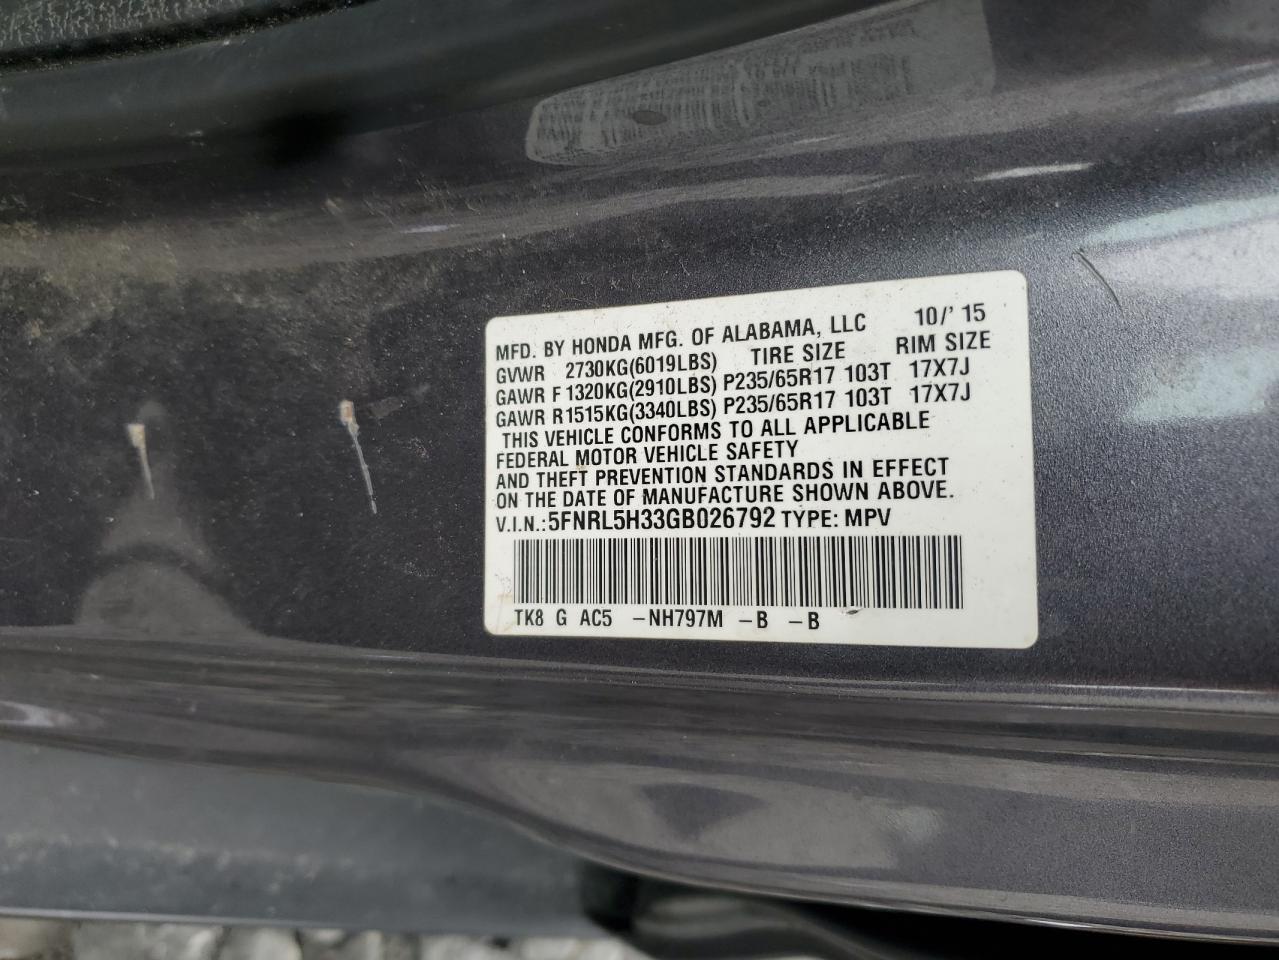 MFD. BY HONDA MFG. OF ALABAMA, LLC 10/' 15
GVWR 2730KG(6019LBS) TIRE SIZE RIM SIZE
GAWR F 1320KG(2910LBS) P235/65R17 103T 17X7J
GAWR R1515KG(3340LBS) P235/65R17 103T 17X7J
THIS VEHICLE CONFORMS TO ALL APPLICABLE
FEDERAL MOTOR VEHICLE SAFETY
AND THEFT PREVENTION STANDARDS IN EFFECT
ON THE DATE OF MANUFACTURE SHOWN ABOVE.
V.I.N.:5FNRL5H33GB026792 TYPE: MPV
TK8 G AC5 -NH797M -B -B